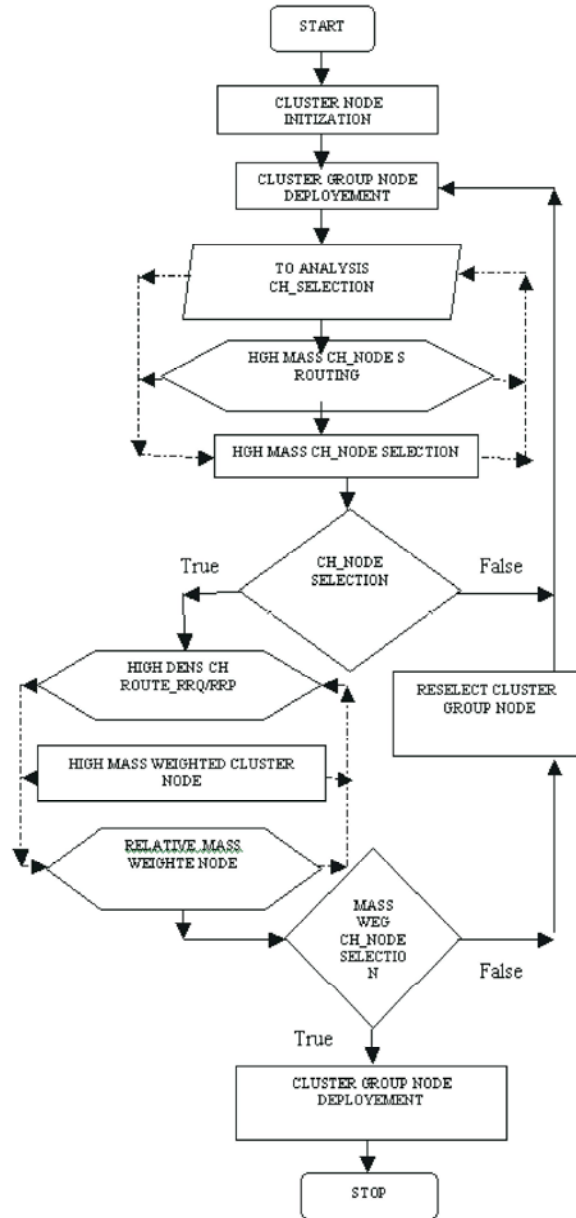 START
CLUSTER NODE
INITIZATION
CLUSTER GROUP NODE
DEPLOYEMENT
TO ANALYSIS
CH_SELECTION
HGH MASS CH_NODE S
ROUTING
HGH MASS CH_NODE SELECTION
CH_NODE
SELECTION
True
False
HIGH DENS CH
ROUTE_RRQ/RRP
RESELECT CLUSTER
GROUP NODE
HIGH MASS WEIGHTED CLUSTER
NODE
RELATIVE_MASS
WEIGHTE NODE
MASS
WEG
CH_NODE
SELECTIO
N
False
True
CLUSTER GROUP NODE
DEPLOYEMENT
STOP